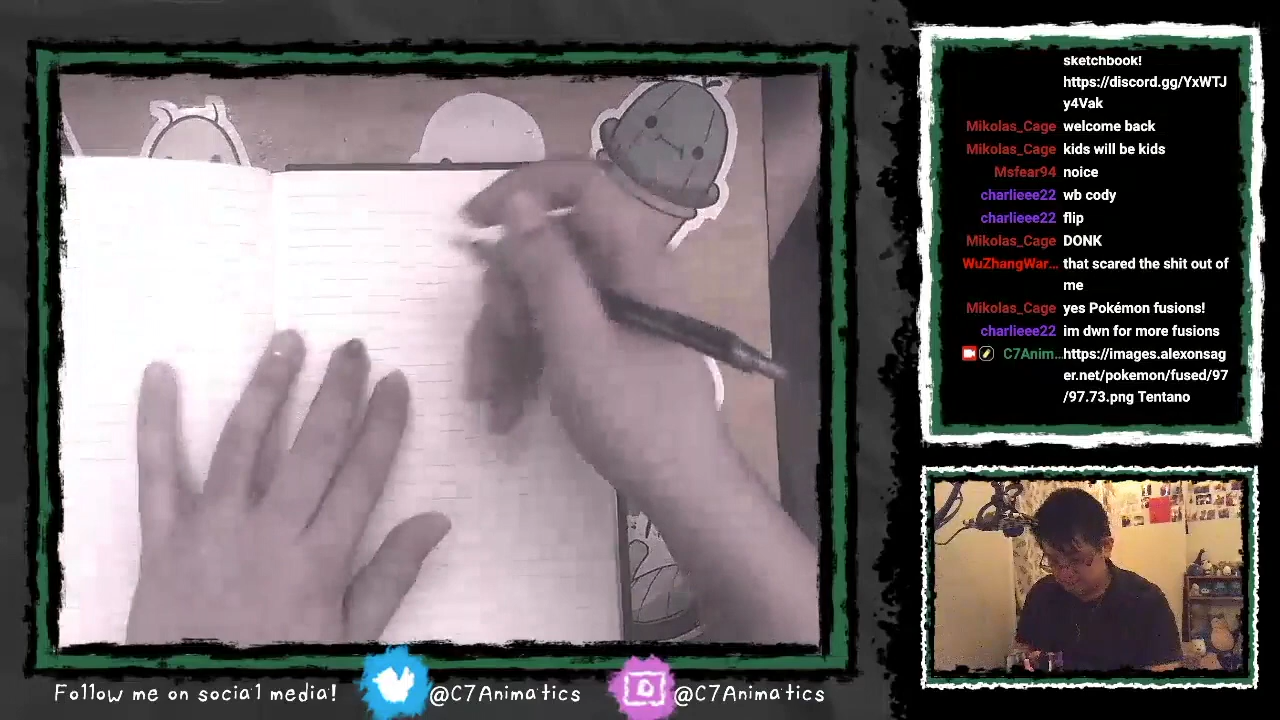 sketchbook!
https://discord.gg/YxWTJ
y4Vak
Mikolas_Cage welcome back
Mikolas_Cage kids will be kids
Msfear94 noice
charlieee22 wb cody
charlieee22 flip
Mikolas_Cage DONK
WuZhangWar... that scared the shit out of
me
Mikolas_Cage yes Pokémon fusions!
charlieee22 im dwn for more fusions
C7Anim... https://images.alexonsag
er.net/pokemon/fused/97
/97.73.png Tentano
Follow me on social media! @C7Animatics @C7Animatics